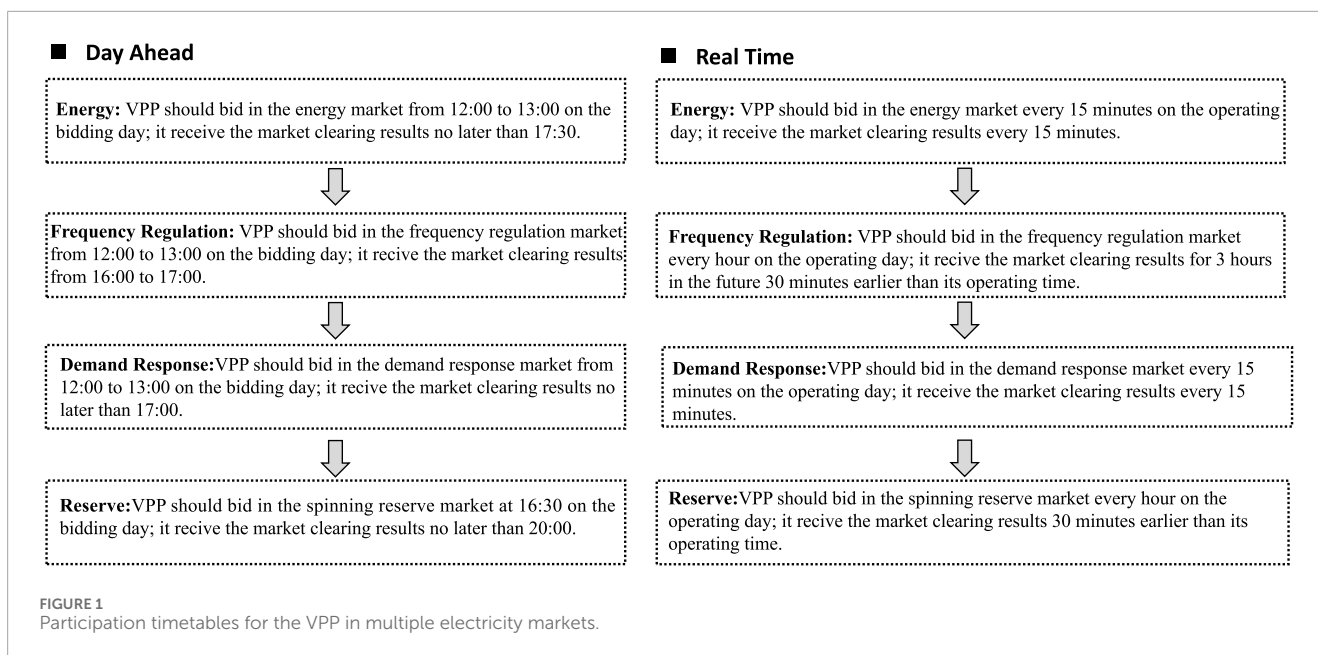 ■ Day Ahead
Energy: VPP should bid in the energy market from 12:00 to 13:00 on the
bidding day; it receive the market clearing results no later than 17:30.
Frequency Regulation: VPP should bid in the frequency regulation market
from 12:00 to 13:00 on the bidding day; it recive the market clearing results
from 16:00 to 17:00.
Demand Response:VPP should bid in the demand response market from
12:00 to 13:00 on the bidding day; it recive the market clearing results no
later than 17:00.
Reserve:VPP should bid in the spinning reserve market at 16:30 on the
bidding day; it recive the market clearing results no later than 20:00.
■ Real Time
Energy: VPP should bid in the energy market every 15 minutes on the operating
day; it receive the market clearing results every 15 minutes.
Frequency Regulation: VPP should bid in the frequency regulation market
every hour on the operating day; it recive the market clearing results for 3 hours
in the future 30 minutes earlier than its operating time.
Demand Response:VPP should bid in the demand response market every 15
minutes on the operating day; it receive the market clearing results every 15
minutes.
Reserve:VPP should bid in the spinning reserve market every hour on the
operating day; it recive the market clearing results 30 minutes earlier than its
operating time.
FIGURE 1
Participation timetables for the VPP in multiple electricity markets.